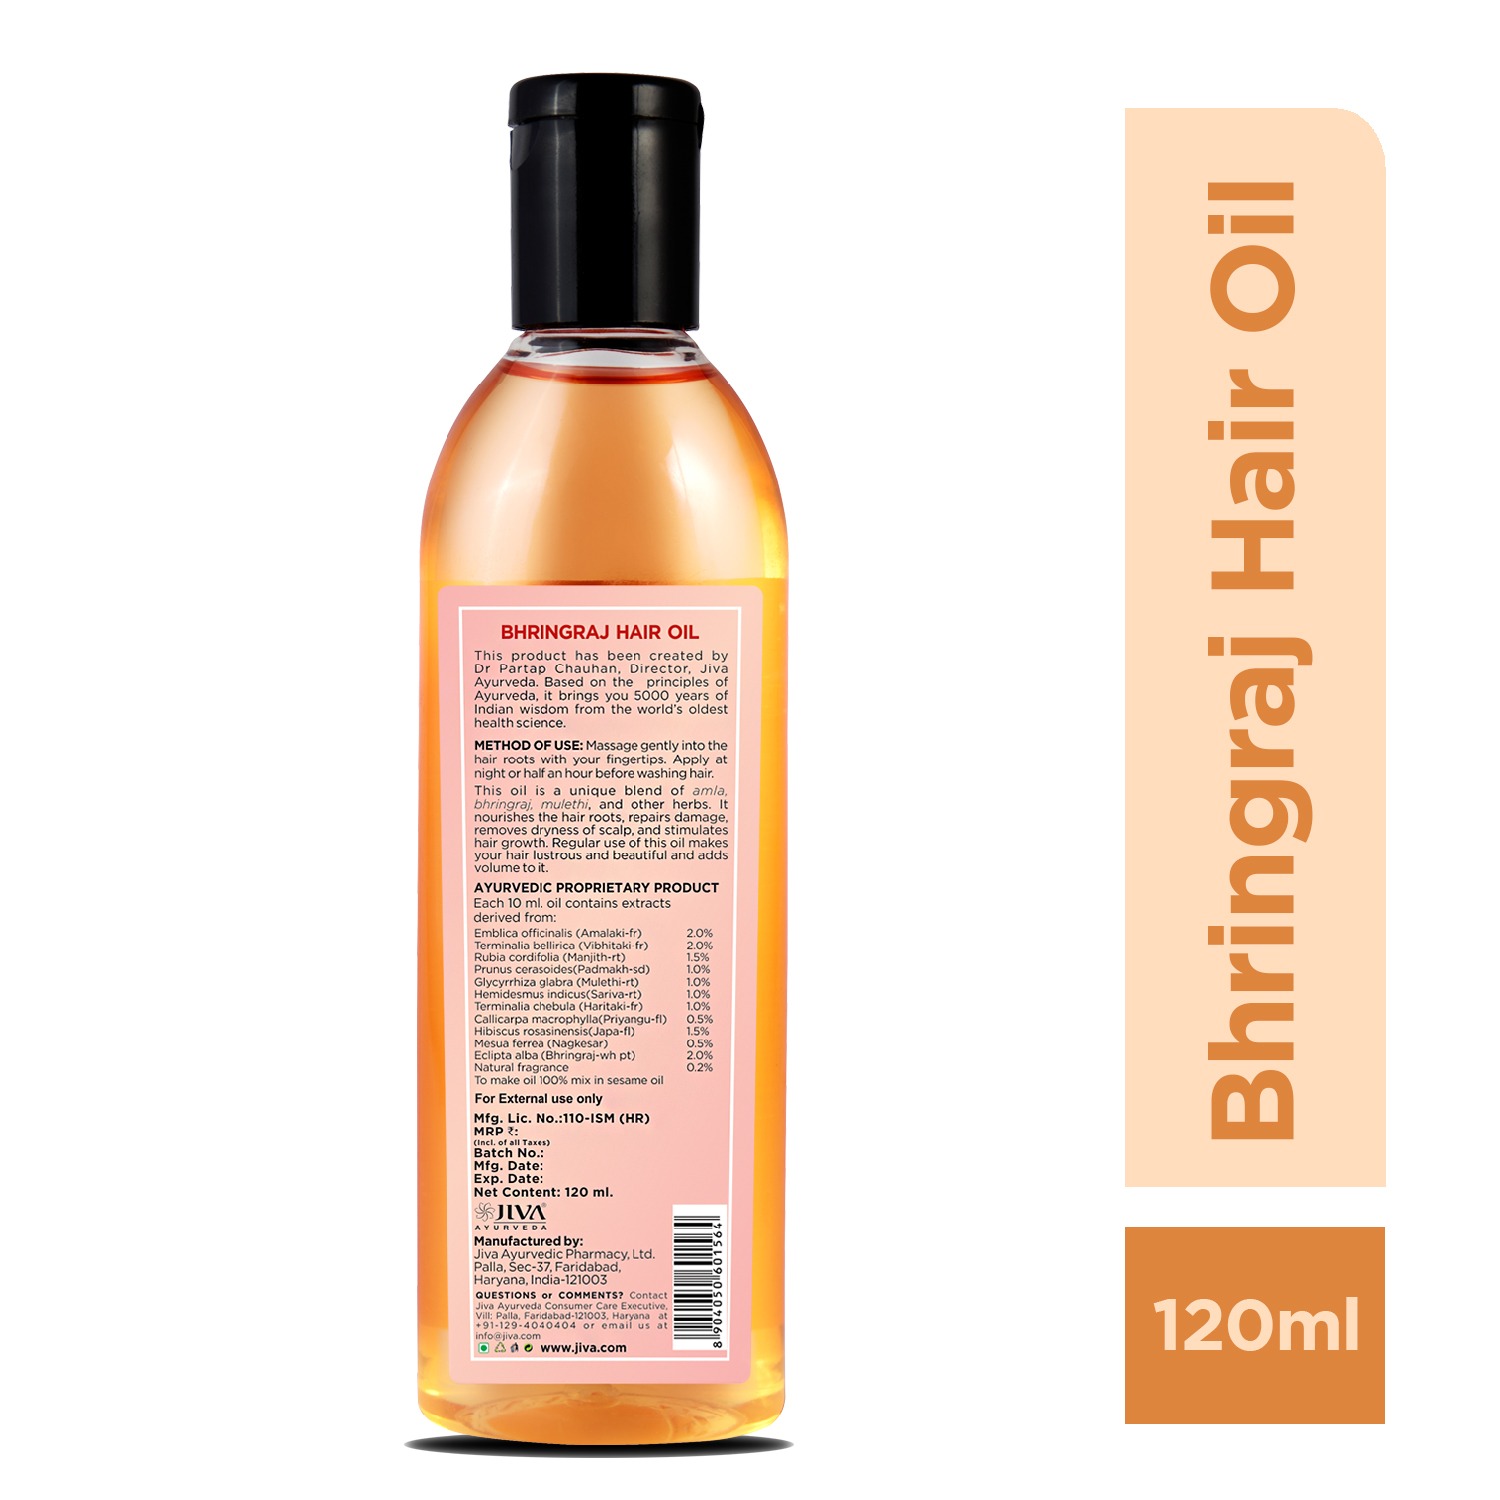 BHRINGRAJ HAIR OIL
This product has been created by
Dr Partap Chauhan, Director, Jiva
Ayurveda. Based on the principles of
Ayurveda, it brings you 5000 years of
Indian wisdom from the world's oldest
health science.
METHOD OF USE: Massage gently into the
hair roots with your fingertips. Apply at
night or half an hour before washing hair.
This oil is a unique blend of amla,
bhringraj, mulethi, and other herbs. It
nourishes the hair roots, repairs damage,
removes dryness of scalp, and stimulates
hair growth. Regular use of this oil makes
your hair lustrous and beautiful and adds
volume to it.
AYURVEDIC PROPRIETARY PRODUCT
Each 10 ml. oil contains extracts
derived from:
Emblica officinalis (Amalaki-fr) 2.0%
Terminalia bellirica (Vibhitaki-fr) 2.0%
Rubia cordifolia (Manjith-rt) 1.5%
Prunus cerasoides(Padmakh-sd) 1.0%
Glycyrrhiza glabra (Mulethi-rt) 1.0%
Hemidesmus indicus(Sariva-rt) 1.0%
Terminalia chebula (Haritaki-fr) 1.0%
Callicarpa macrophylla(Priyangu-fl) 0.5%
Hibiscus rosasinensis(Japa-fl) 1.5%
Mesua ferrea (Nagkesar) 0.5%
Eclipta alba (Bhringraj-wh pt) 2.0%
Natural fragrance 0.2%
To make oil 100% mix in sesame oil
For External use only
Mfg. Lic. No.:110-ISM (HR)
MRP ₹:
(Incl. of all Taxes)
Batch No.:
Mfg. Date:
Exp. Date:
Net Content: 120 ml.
JIVA
AYURVEDA
Manufactured by:
Jiva Ayurvedic Pharmacy, Ltd.
Palla, Sec-37, Faridabad,
Haryana, India-121003
QUESTIONS or COMMENTS? Contact
Jiva Ayurveda Consumer Care Executive,
Vill: Palla, Faridabad-121003, Haryana at
+91-129-4040404 or email us at
info@jiva.com
www.jiva.com
8 904050 601564
Bhringraj Hair Oil
120ml